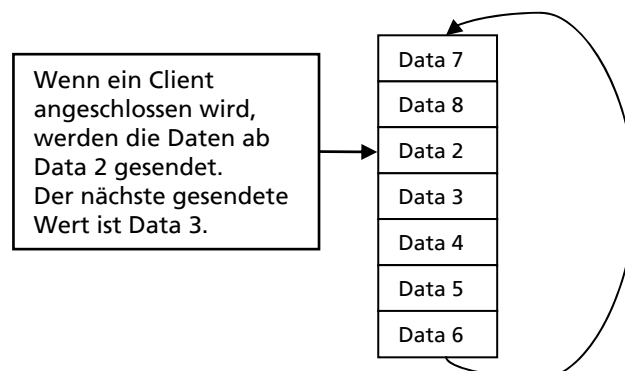 Wenn ein Client
angeschlossen wird,
werden die Daten ab
Data 2 gesendet.
Der nächste gesendete
Wert ist Data 3.
Data 7
Data 8
Data 2
Data 3
Data 4
Data 5
Data 6